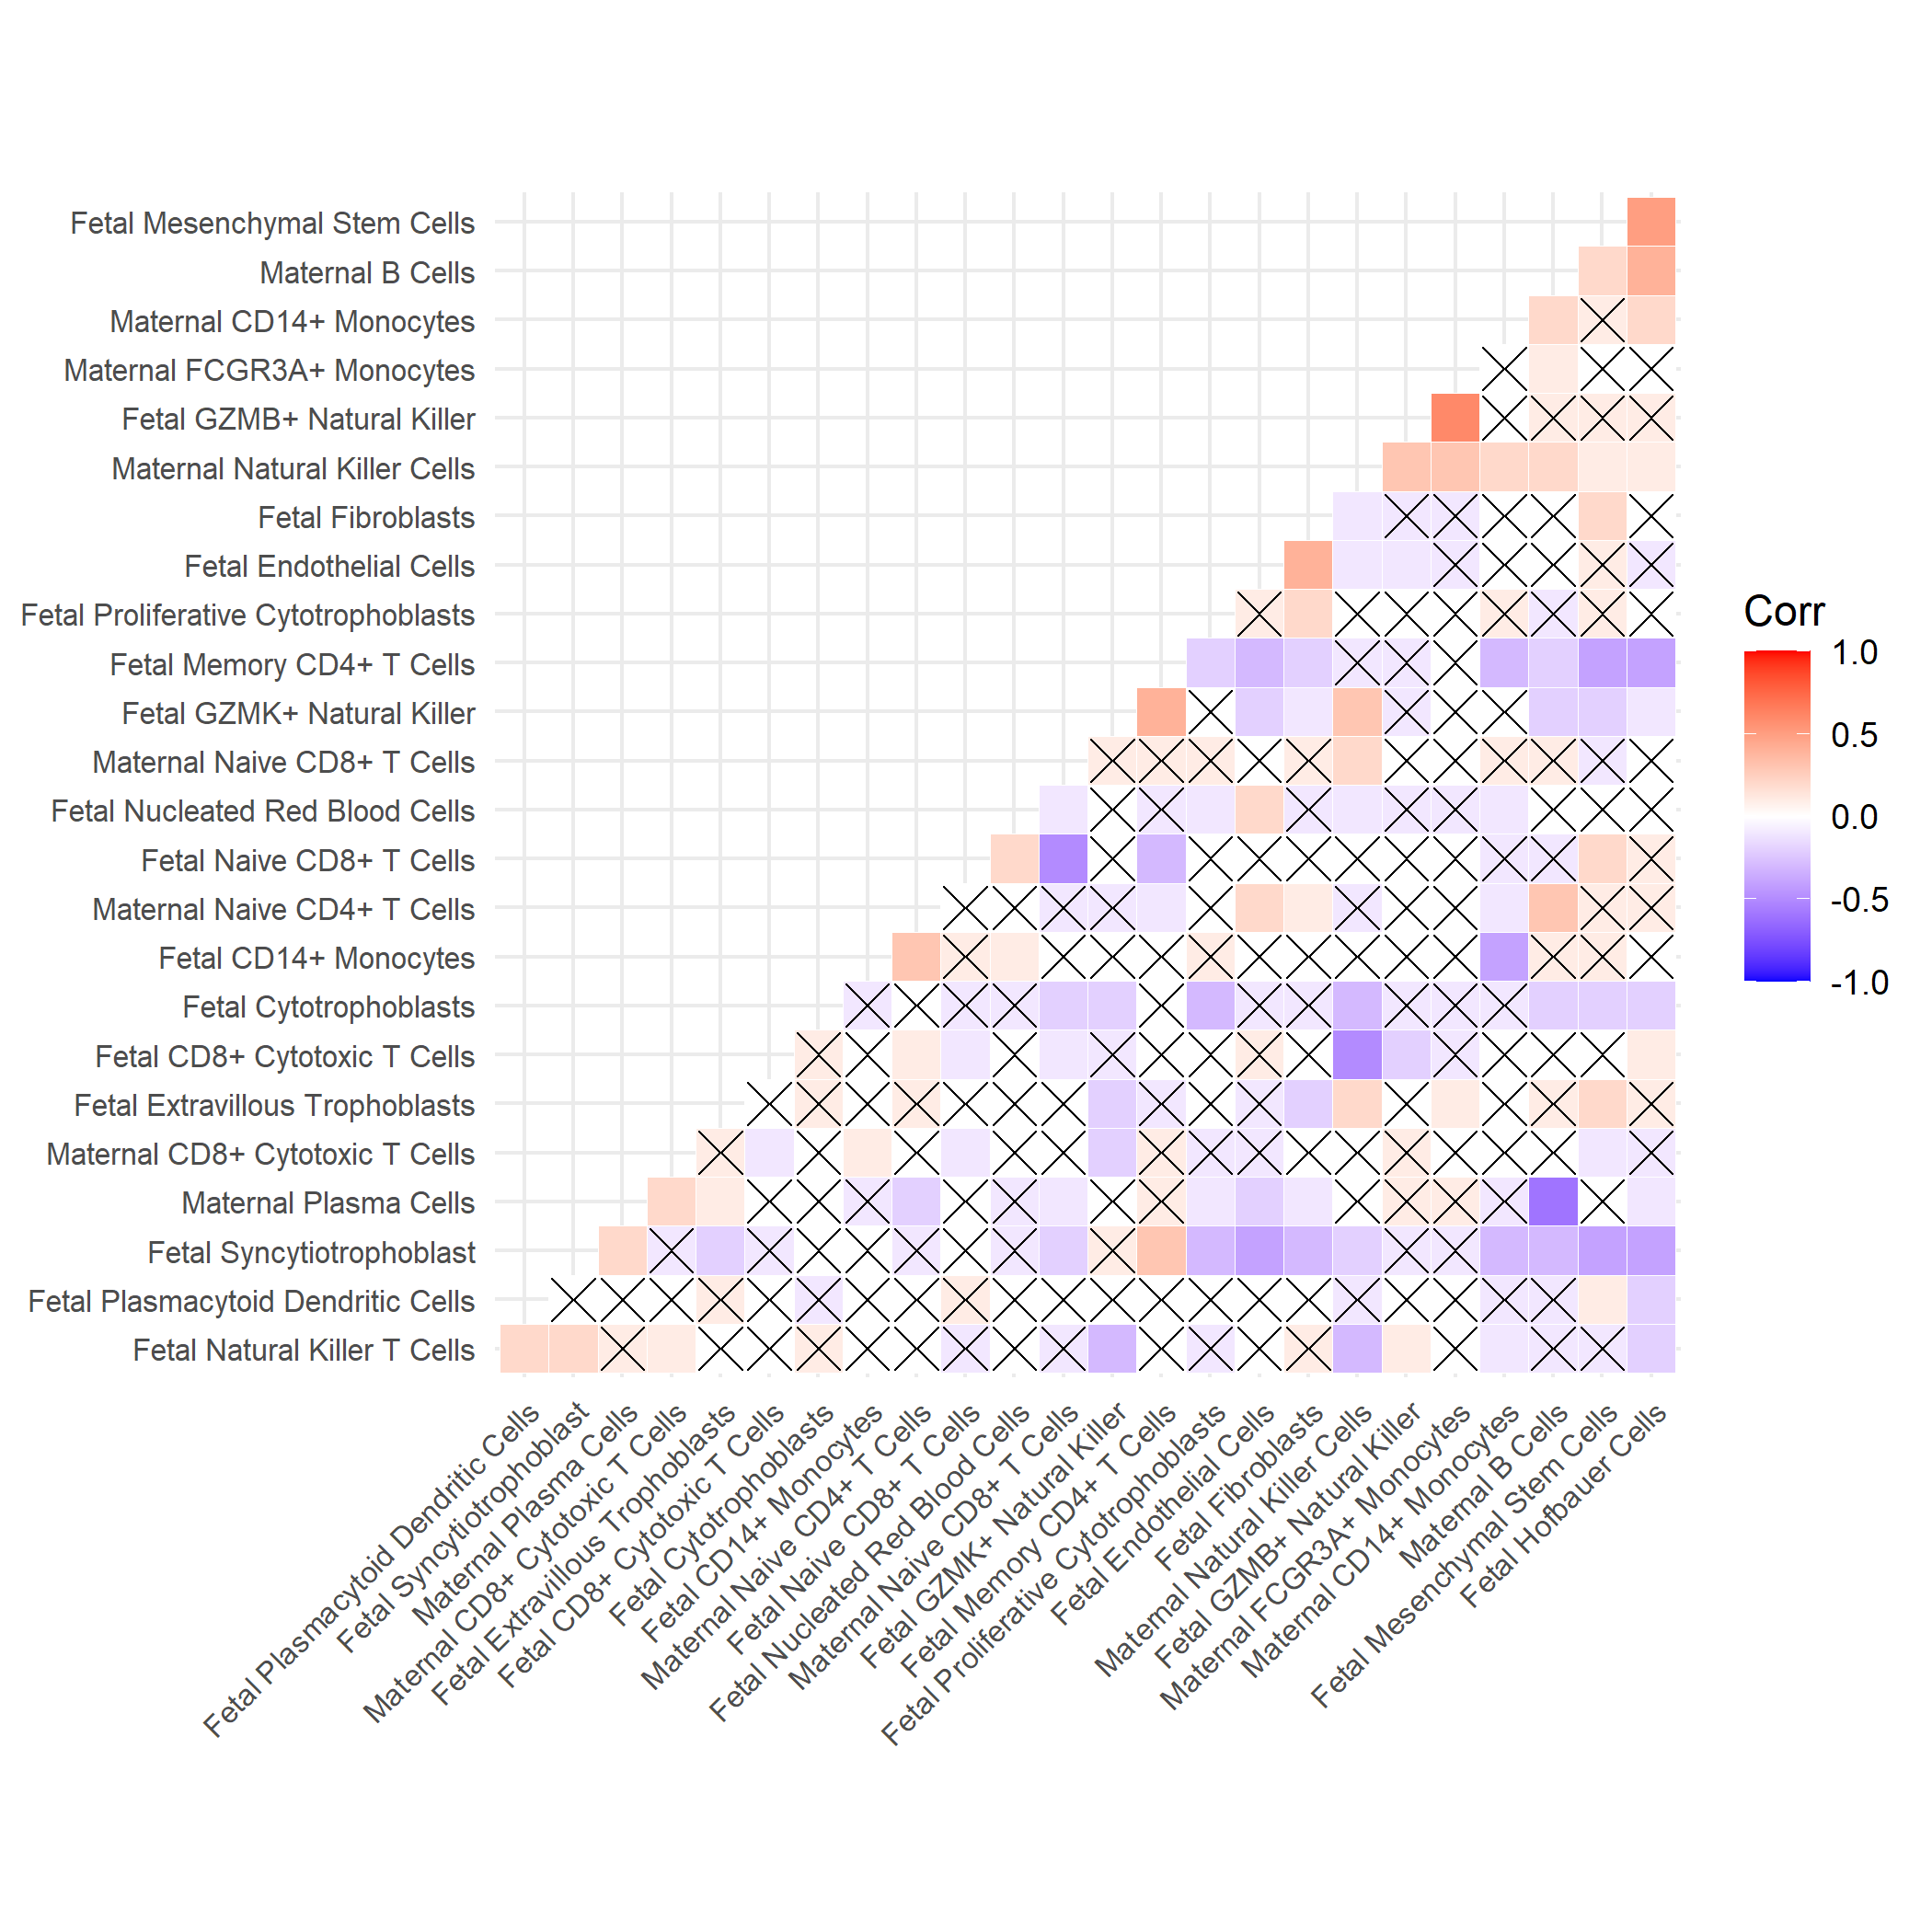 Fetal Mesenchymal Stem Cells
Maternal B Cells
Maternal CD14+ Monocytes
Maternal FCGR3A+ Monocytes
Fetal GZMB+ Natural Killer
Maternal Natural Killer Cells
Fetal Fibroblasts
Fetal Endothelial Cells
Fetal Proliferative Cytotrophoblasts
Fetal Memory CD4+ T Cells
Fetal GZMK+ Natural Killer
Maternal Naive CD8+ T Cells
Fetal Nucleated Red Blood Cells
Fetal Naive CD8+ T Cells
Maternal Naive CD4+ T Cells
Fetal CD14+ Monocytes
Fetal Cytotrophoblasts
Fetal CD8+ Cytotoxic T Cells
Fetal Extravillous Trophoblasts
Maternal CD8+ Cytotoxic T Cells
Maternal Plasma Cells
Fetal Syncytiotrophoblast
Fetal Plasmacytoid Dendritic Cells
Fetal Natural Killer T Cells
Fetal Plasmacytoid Dendritic Cells
Fetal Syncytiotrophoblast
Maternal Plasma Cells
Maternal CD8+ Cytotoxic T Cells
Fetal Extravillous Trophoblasts
Fetal CD8+ Cytotoxic T Cells
Fetal Cytotrophoblasts
Fetal CD14+ Monocytes
Maternal Naive CD4+ T Cells
Fetal Naive CD8+ T Cells
Fetal Nucleated Red Blood Cells
Maternal Naive CD8+ T Cells
Fetal GZMK+ Natural Killer
Fetal Memory CD4+ T Cells
Fetal Proliferative Cytotrophoblasts
Fetal Endothelial Cells
Fetal Fibroblasts
Maternal Natural Killer Cells
Fetal GZMB+ Natural Killer
Maternal FCGR3A+ Monocytes
Maternal CD14+ Monocytes
Maternal B Cells
Fetal Mesenchymal Stem Cells
Fetal Hofbauer Cells
Corr
1.0
0.5
0.0
-0.5
-1.0